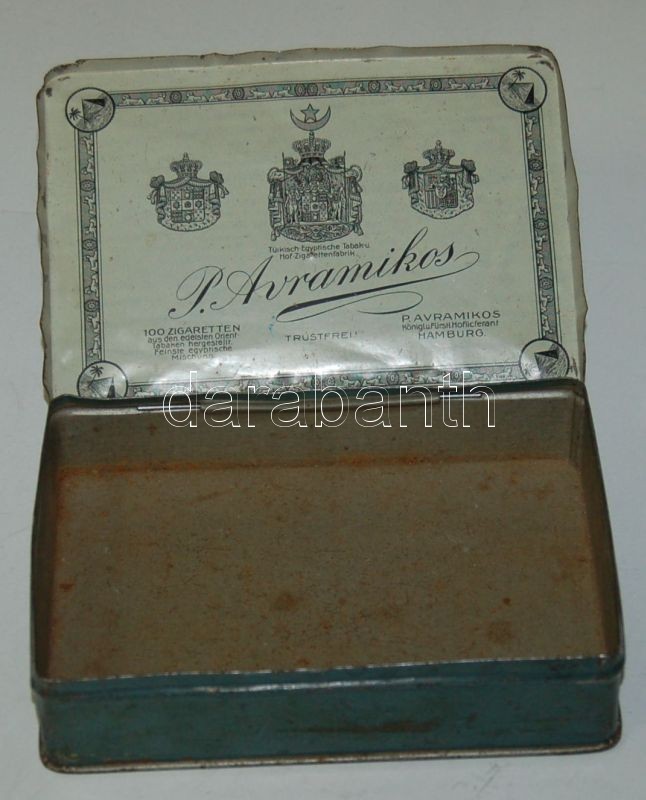 Türkisch-Egyptische Tabak-u.
Hof-Zigarettenfabrik.
P. Avramikos
100 ZIGARETTEN
aus den edelsten Orient
Tabaken hergestellt.
Feinste egyptische
Mischung.
TRUSTFREI!
P. AVRAMIKOS
Königl.u.Fürstl.Hoflieferant
HAMBURG.
darabanth